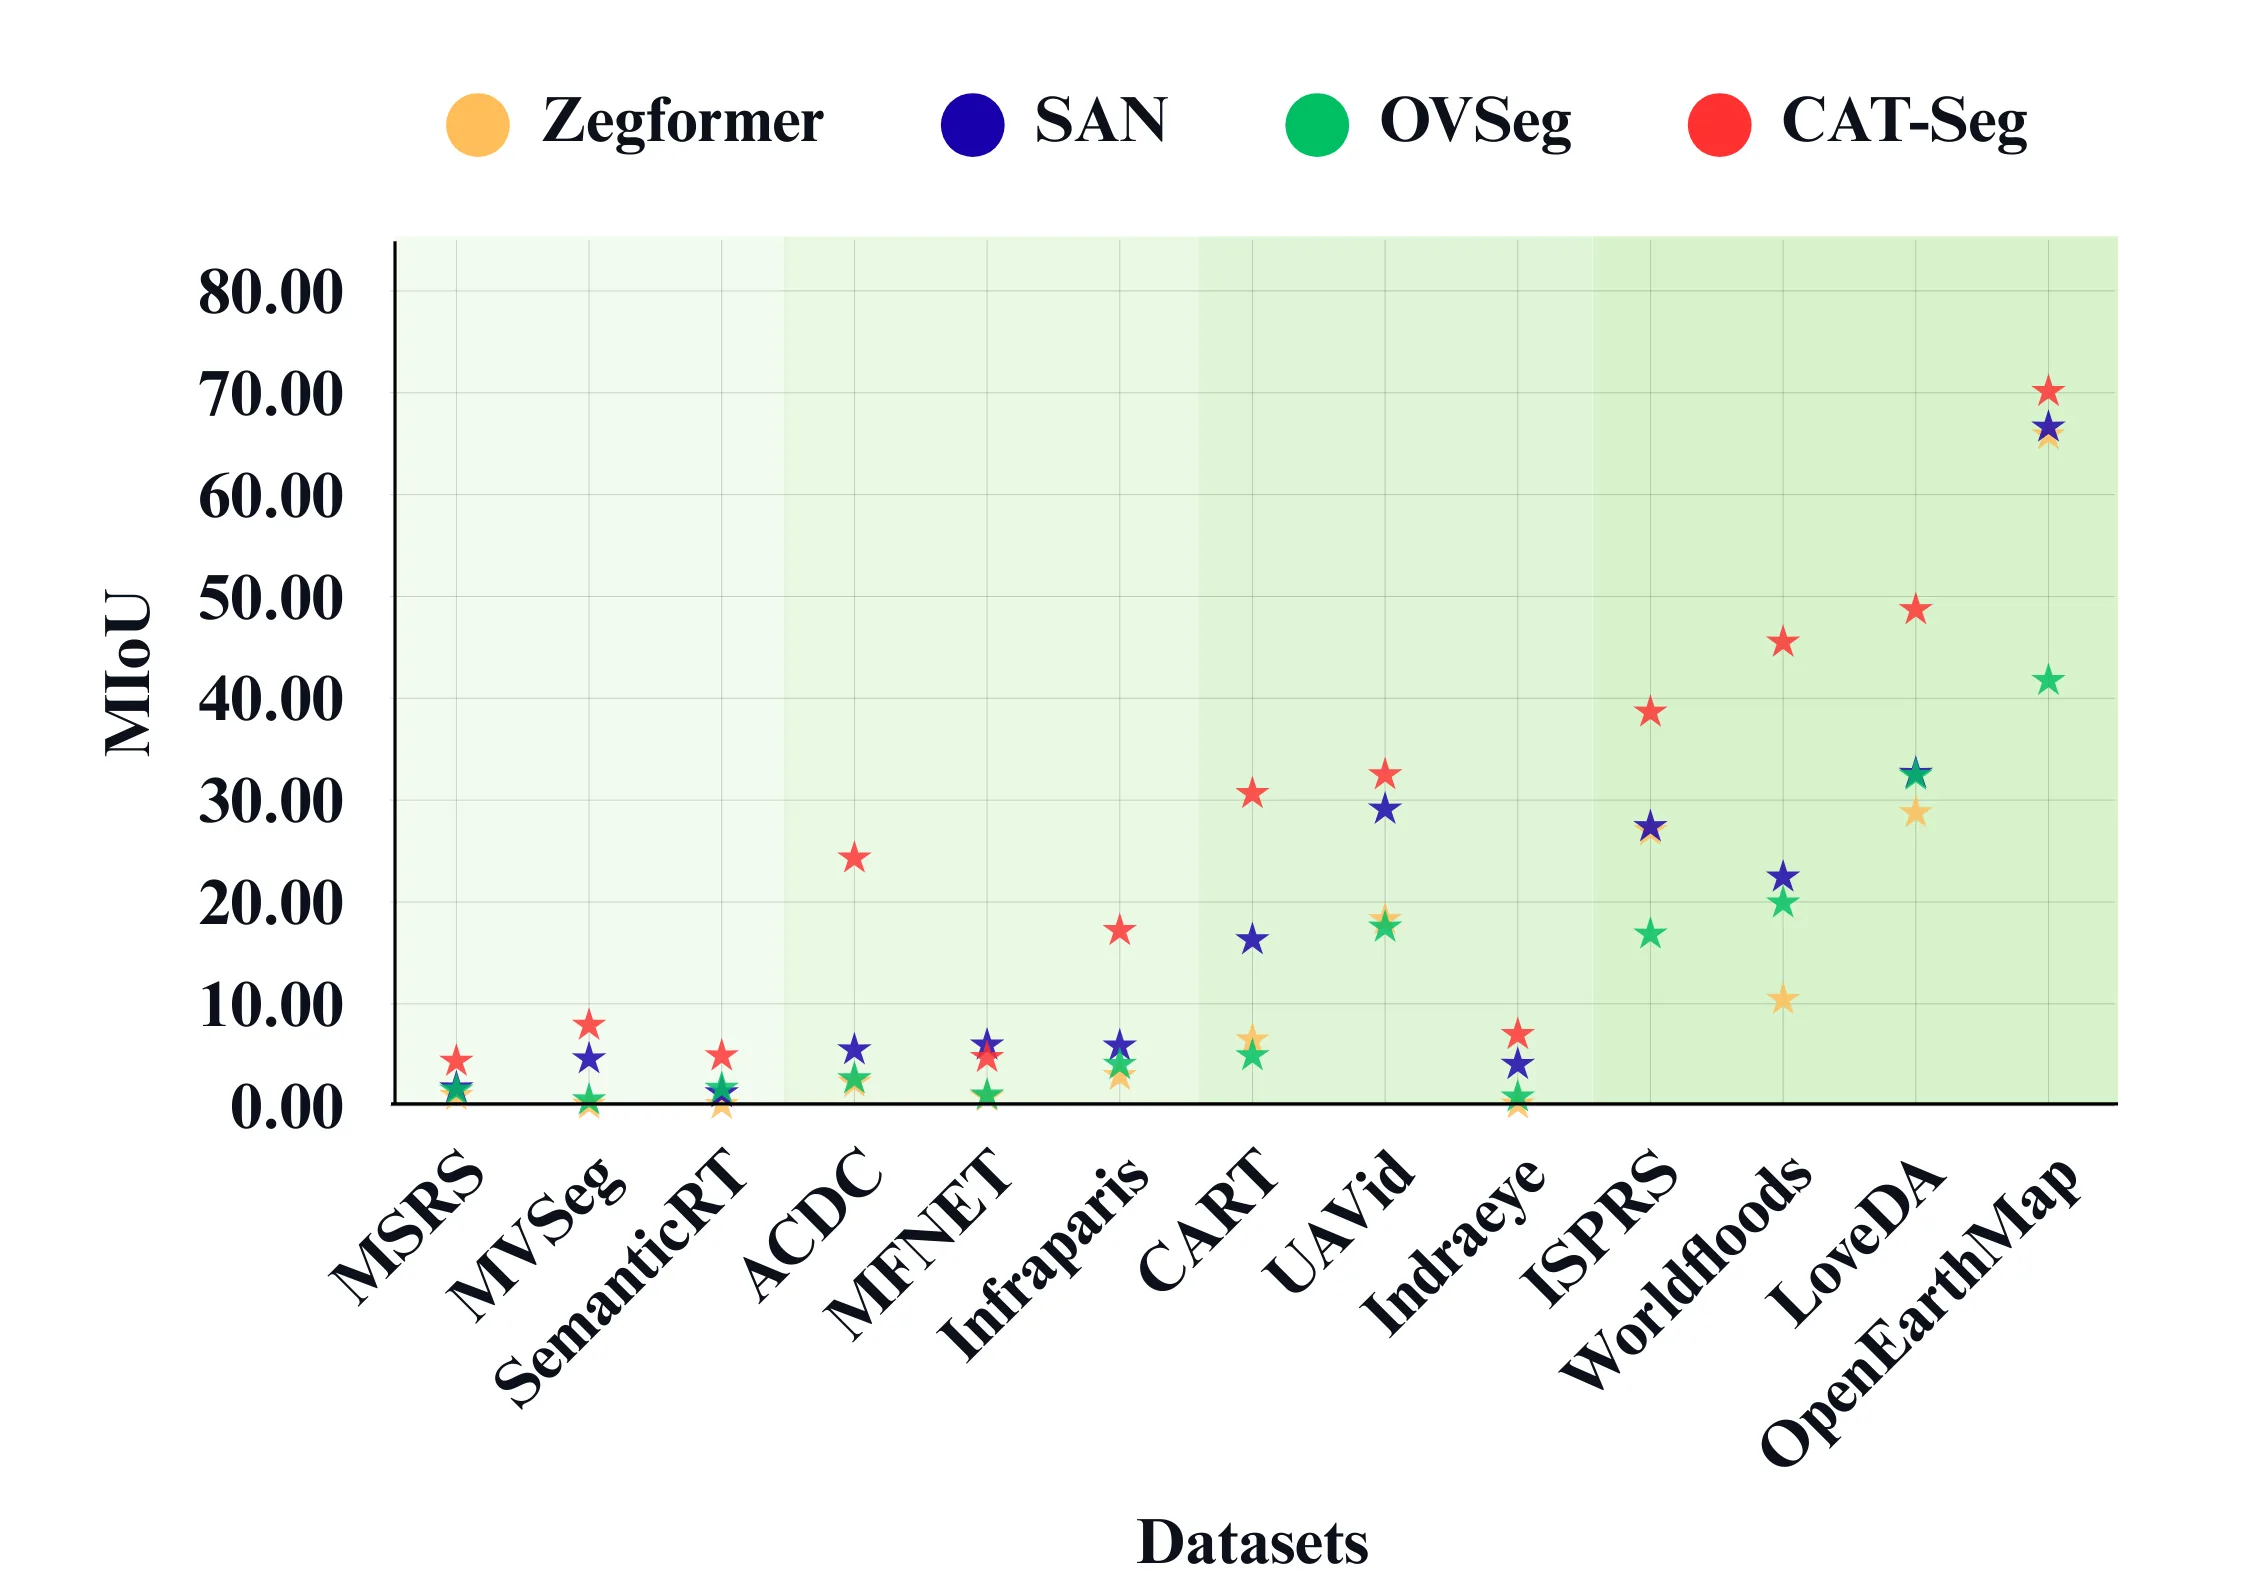 Zegformer SAN OVSeg CAT-Seg
80.00
70.00
60.00
50.00
40.00
30.00
20.00
10.00
0.00
MIoU
MSRS
MVSeg
SemanticRT
ACDC
MFNET
Infraparis
CART
UAVid
Indraeye
ISPRS
Worldfloods
LoveDA
OpenEarthMap
Datasets